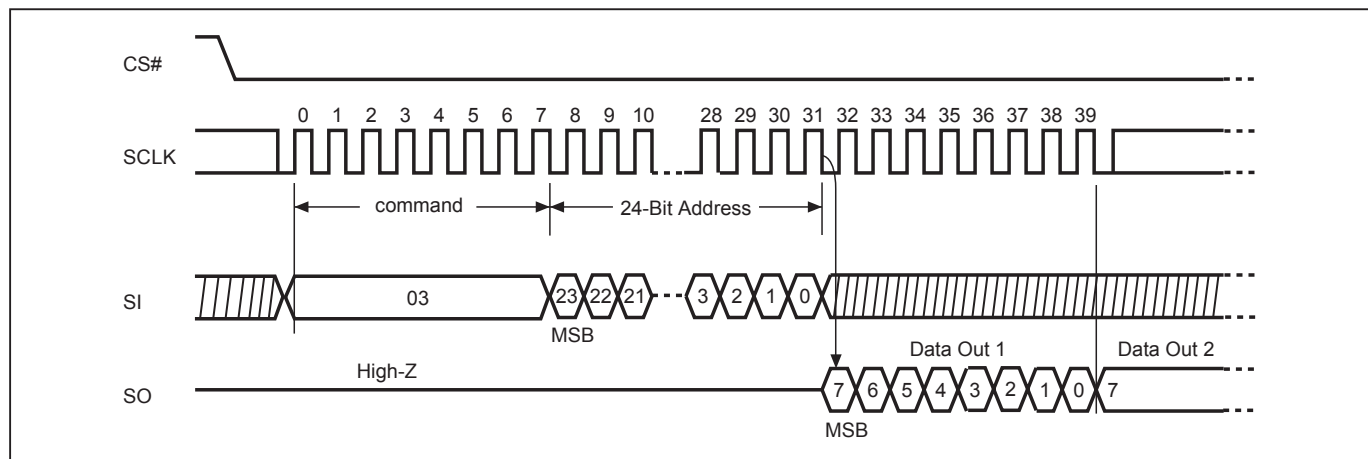 CS#
0 1 2 3 4 5 6 7 8 9 10 28 29 30 31 32 33 34 35 36 37 38 39
SCLK
command 24-Bit Address
SI 03 23 22 21 3 2 1 0
MSB Data Out 1 Data Out 2
High-Z
SO 7 6 5 4 3 2 1 0 7
MSB